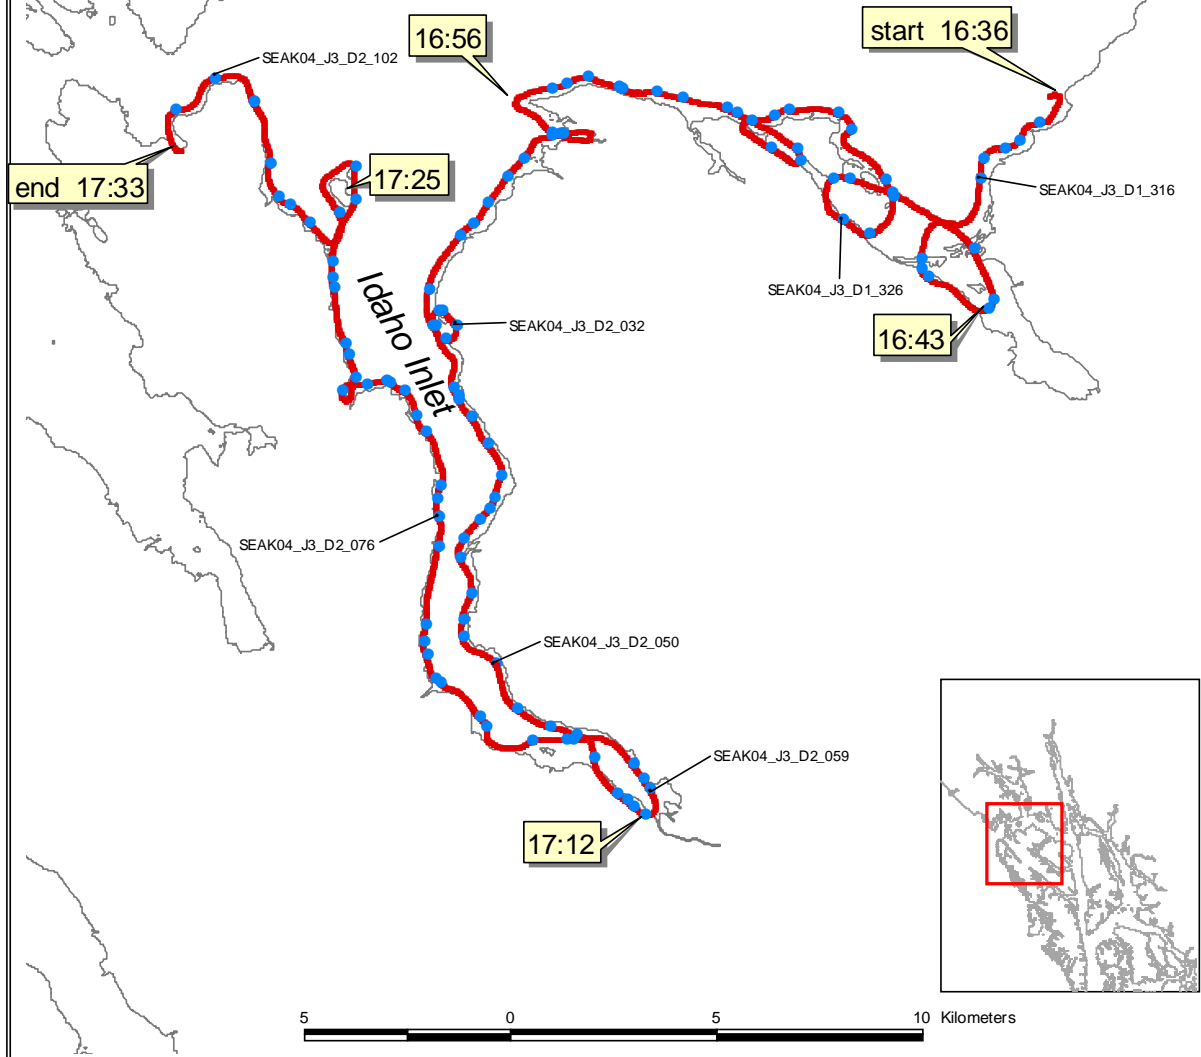 start 16:36
16:56
SEAK04_J3_D2_102
17:25
end 17:33
SEAK04_J3_D1_316
SEAK04_J3_D1_326
16:43
Idaho Inlet
SEAK04_J3_D2_032
SEAK04_J3_D2_076
SEAK04_J3_D2_050
SEAK04_J3_D2_059
17:12
5 0 5 10 Kilometers